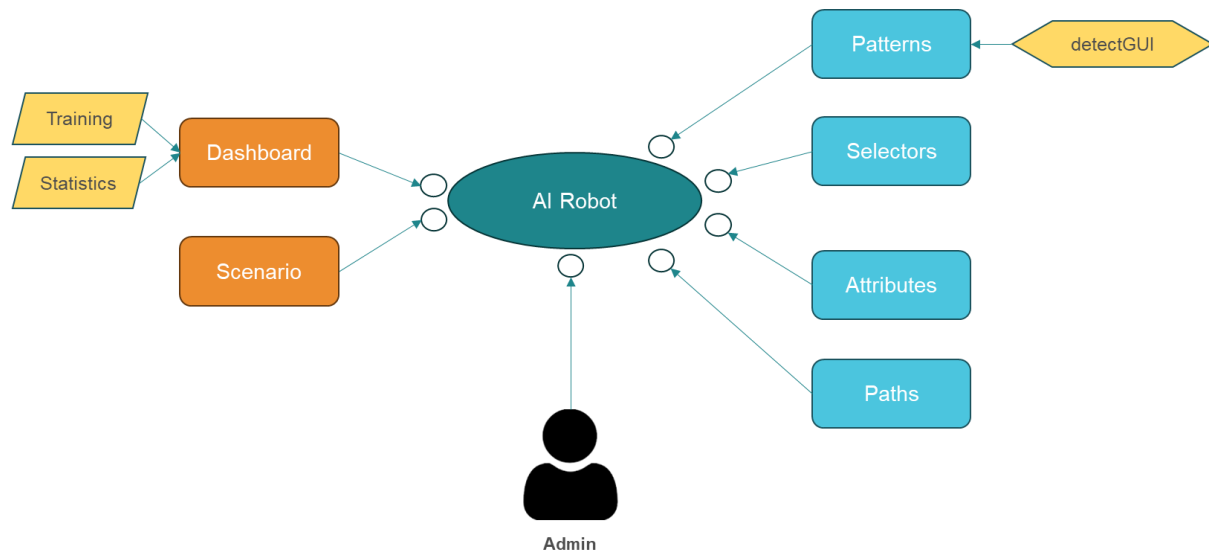 Patterns
detectGUI
Training
Dashboard
Selectors
Statistics
AI Robot
Scenario
Attributes
Paths
Admin